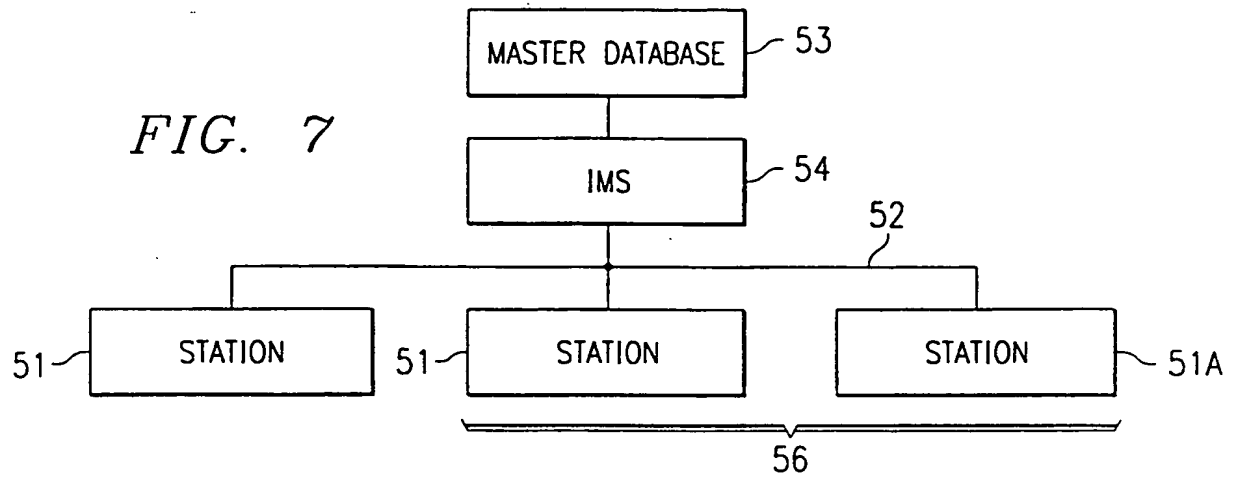 MASTER DATABASE
53
FIG. 7
IMS
54
52
51
STATION
51
STATION
STATION
51A
56